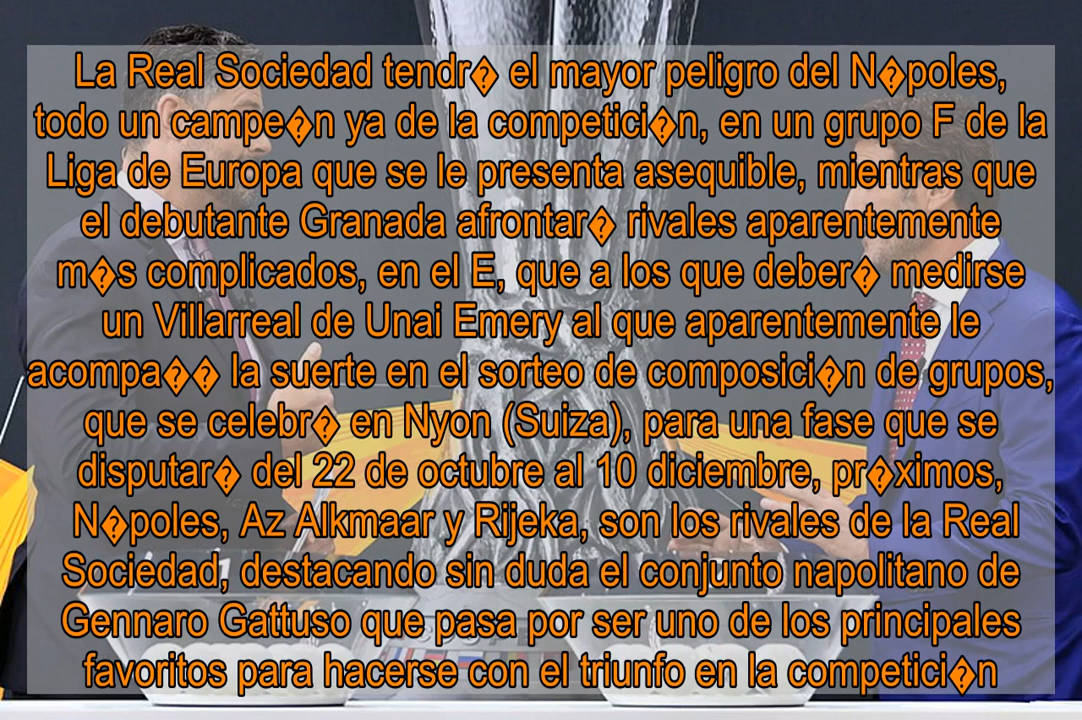 La Real Sociedad tendr� el mayor peligro del N�poles,
todo un campe�n ya de la competici�n, en un grupo F de la
Liga de Europa que se le presenta asequible, mientras que
el debutante Granada afrontar� rivales aparentemente
m�s complicados, en el E, que a los que deber� medirse
un Villarreal de Unai Emery al que aparentemente le
acompa�� la suerte en el sorteo de composici�n de grupos,
que se celebr� en Nyon (Suiza), para una fase que se
disputar� del 22 de octubre al 10 diciembre, pr�ximos,
N�poles, Az Alkmaar y Rijeka, son los rivales de la Real
Sociedad, destacando sin duda el conjunto napolitano de
Gennaro Gattuso que pasa por ser uno de los principales
favoritos para hacerse con el triunfo en la competici�n